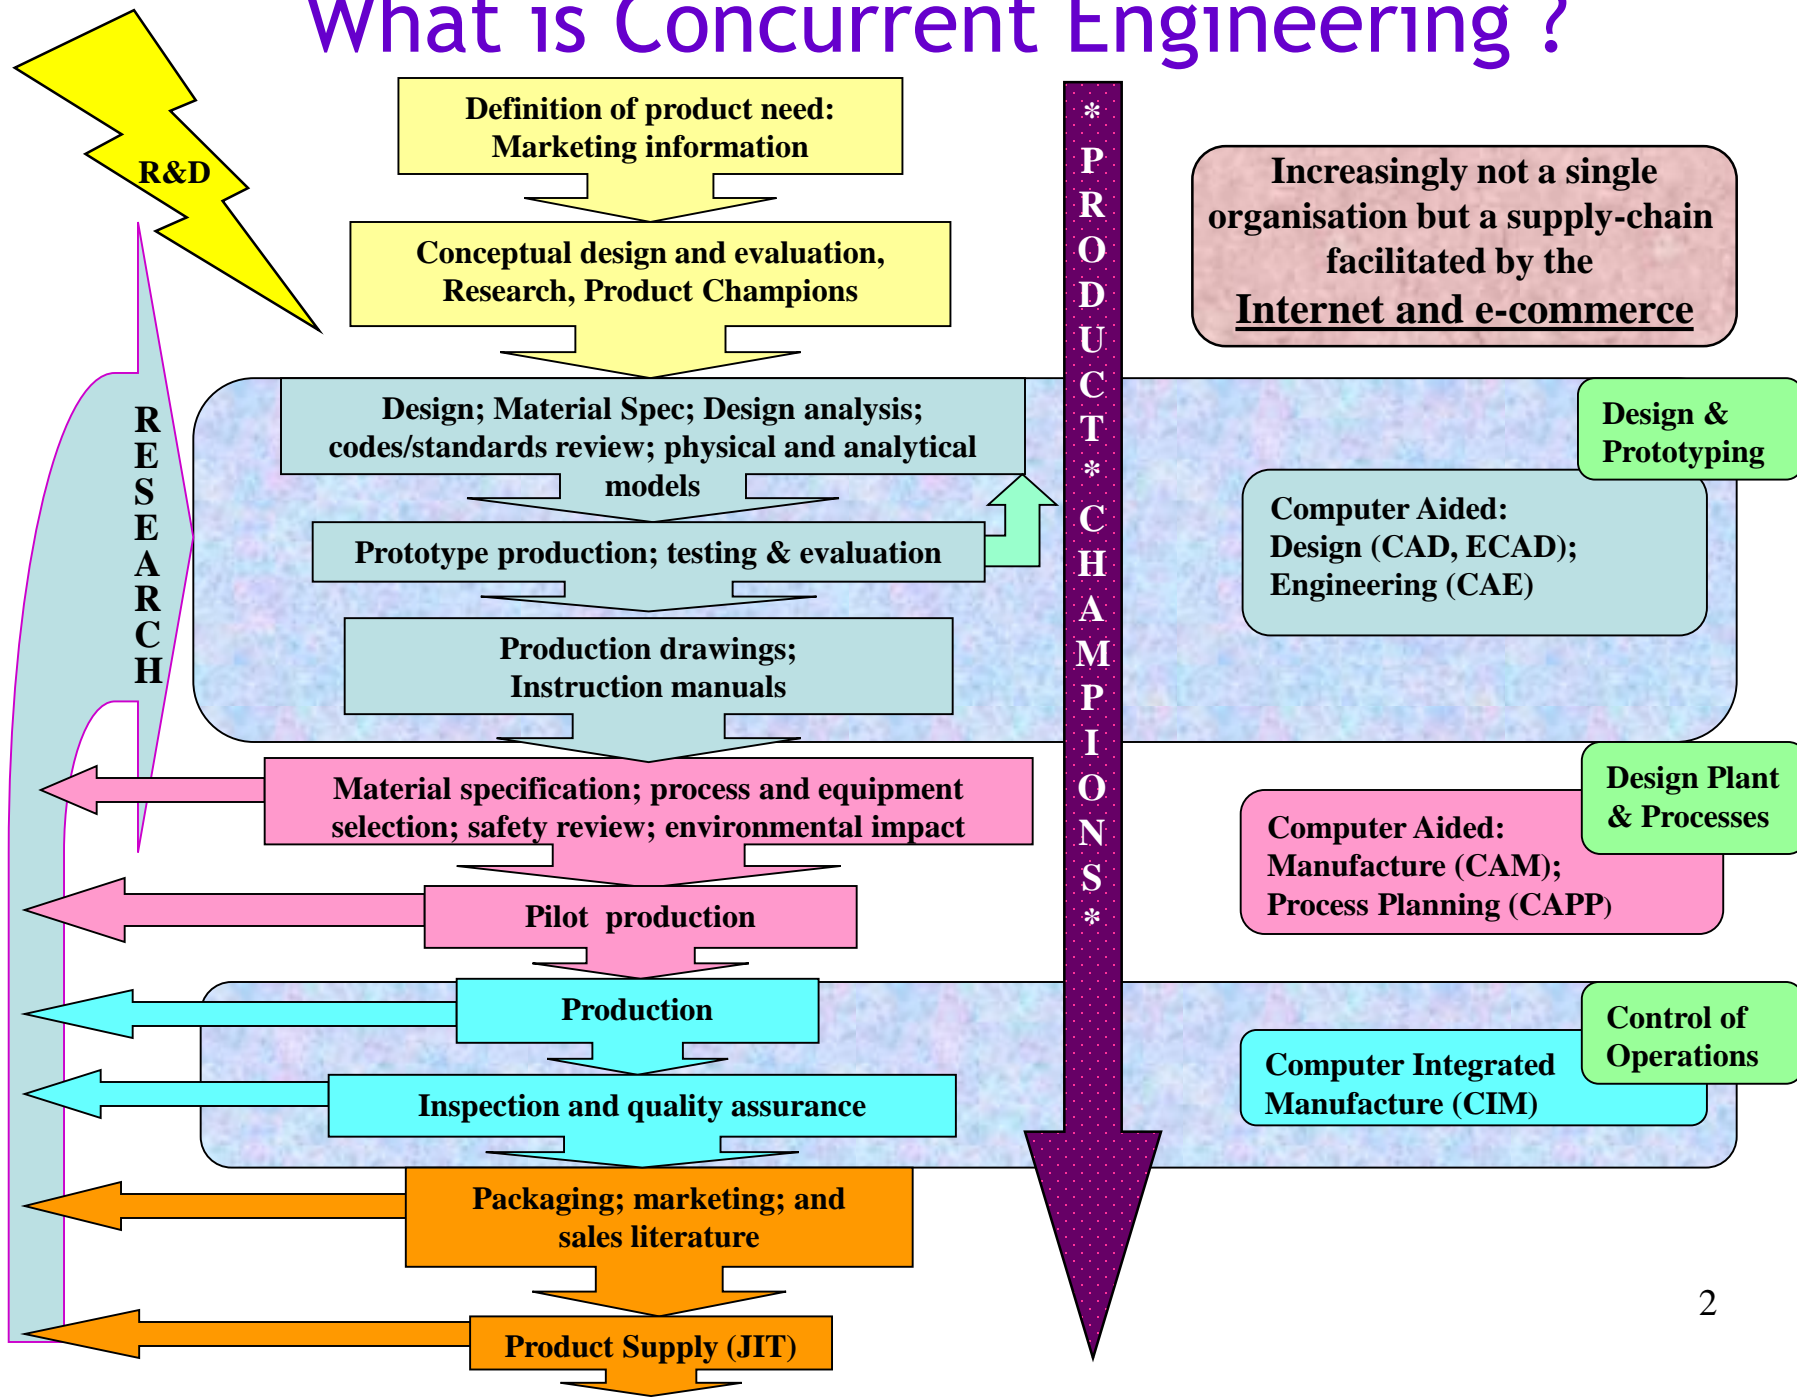 What is Concurrent Engineering ?
R&D
Definition of product need:
Marketing information
Conceptual design and evaluation,
Research, Product Champions
Increasingly not a single
organisation but a supply-chain
facilitated by the
Internet and e-commerce
RESEARCH
*PRODUCT*CHAMPIONS*
Design; Material Spec; Design analysis;
codes/standards review; physical and analytical
models
Prototype production; testing & evaluation
Production drawings;
Instruction manuals
Design &
Prototyping
Computer Aided:
Design (CAD, ECAD);
Engineering (CAE)
Material specification; process and equipment
selection; safety review; environmental impact
Pilot production
Design Plant
& Processes
Computer Aided:
Manufacture (CAM);
Process Planning (CAPP)
Production
Inspection and quality assurance
Control of
Operations
Computer Integrated
Manufacture (CIM)
Packaging; marketing; and
sales literature
Product Supply (JIT)
2